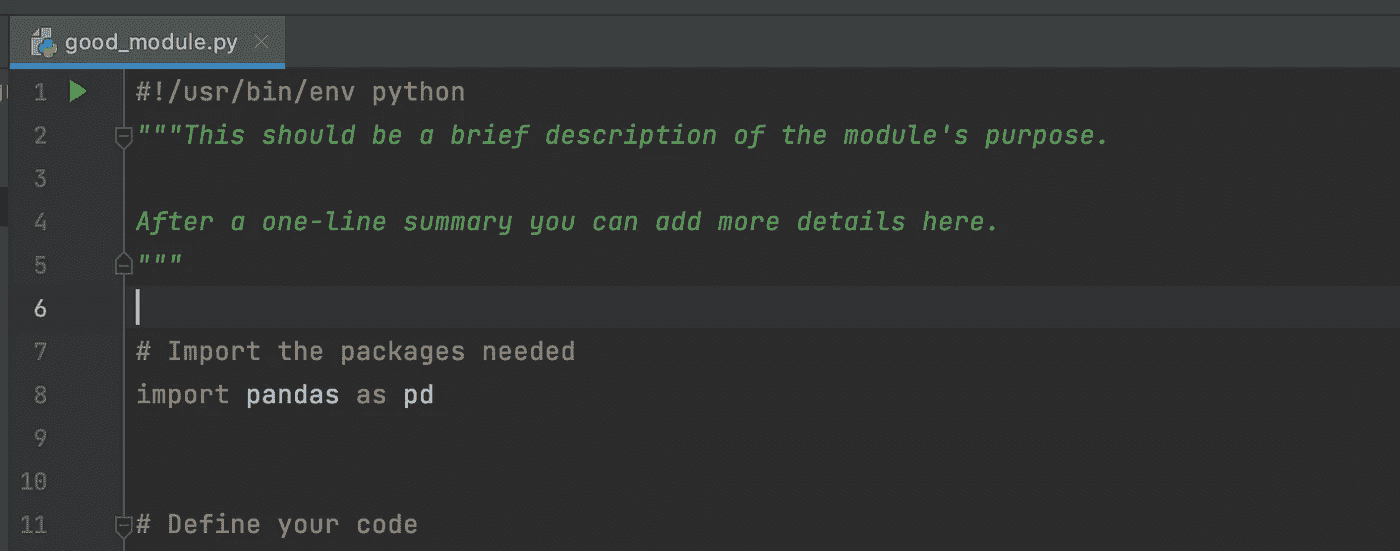 good_module.py
1 #!/usr/bin/env python
2 """This should be a brief description of the module's purpose.
3
4 After a one-line summary you can add more details here.
5 """
6
7 # Import the packages needed
8 import pandas as pd
9
10
11 # Define your code